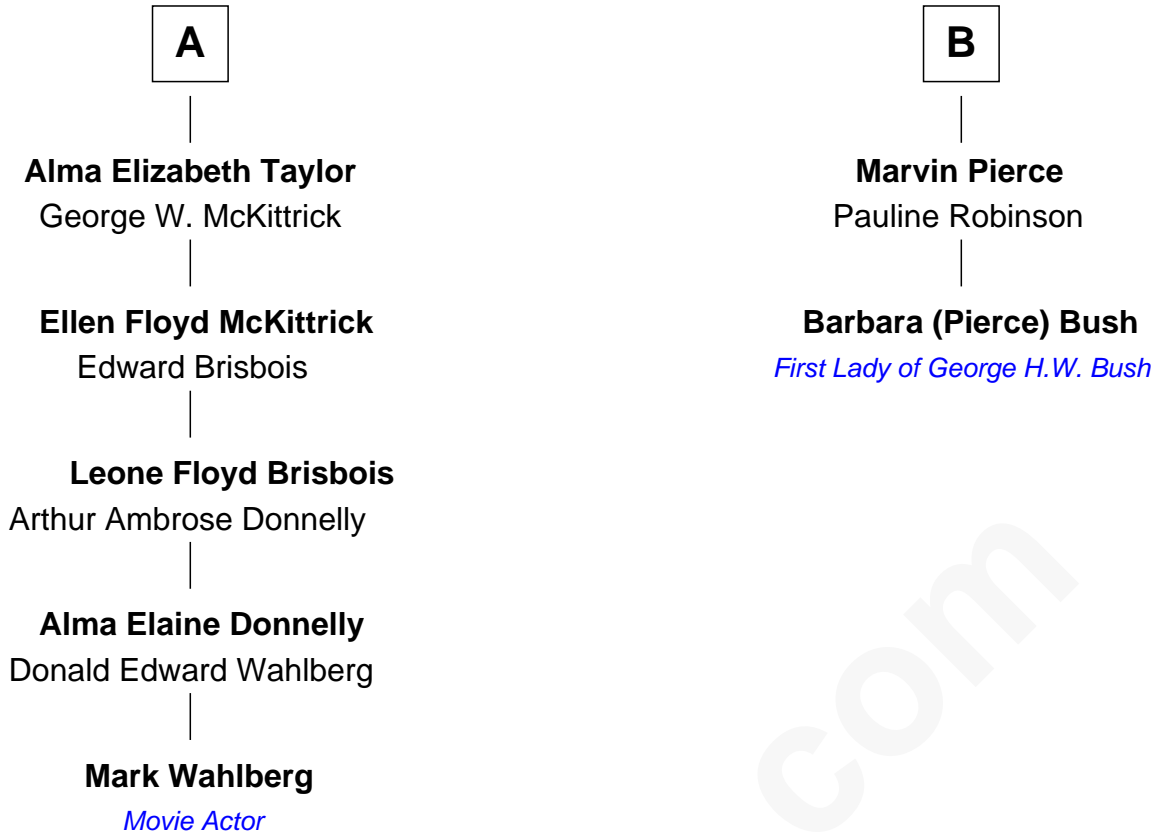 A
Alma Elizabeth Taylor
George W. McKittrick
Ellen Floyd McKittrick
Edward Brisbois
Leone Floyd Brisbois
Arthur Ambrose Donnelly
Alma Elaine Donnelly
Donald Edward Wahlberg
Mark Wahlberg
Movie Actor
B
Marvin Pierce
Pauline Robinson
Barbara (Pierce) Bush
First Lady of George H.W. Bush
com